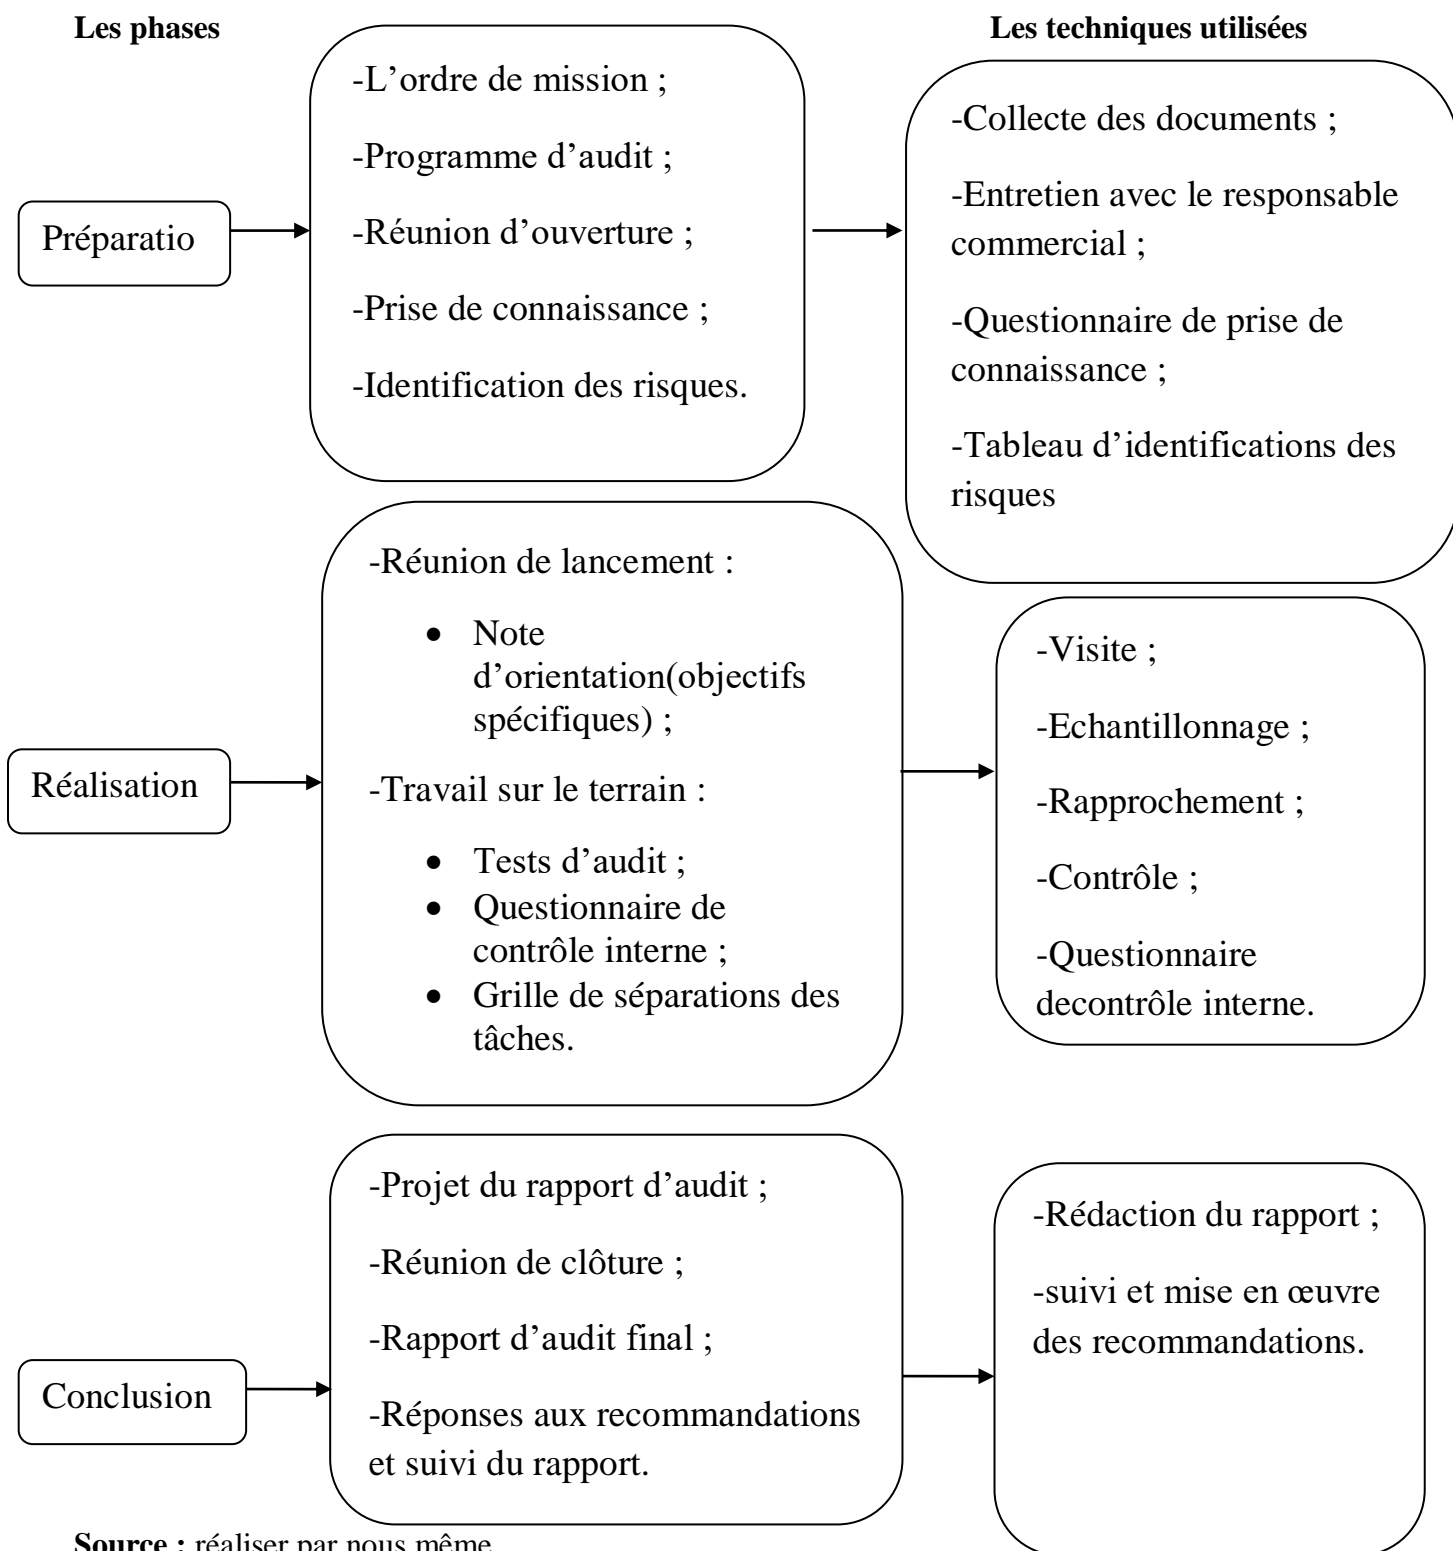 Les phases
Les techniques utilisées
Préparatio
-L’ordre de mission ;
-Programme d’audit ;
-Réunion d’ouverture ;
-Prise de connaissance ;
-Identification des risques.
-Collecte des documents ;
-Entretien avec le responsable
commercial ;
-Questionnaire de prise de
connaissance ;
-Tableau d’identifications des
risques
Réalisation
-Réunion de lancement :
• Note
d’orientation(objectifs
spécifiques) ;
-Travail sur le terrain :
• Tests d’audit ;
• Questionnaire de
contrôle interne ;
• Grille de séparations des
tâches.
-Visite ;
-Echantillonnage ;
-Rapprochement ;
-Contrôle ;
-Questionnaire
decontrôle interne.
Conclusion
-Projet du rapport d’audit ;
-Réunion de clôture ;
-Rapport d’audit final ;
-Réponses aux recommandations
et suivi du rapport.
-Rédaction du rapport ;
-suivi et mise en œuvre
des recommandations.
Source : réaliser par nous même